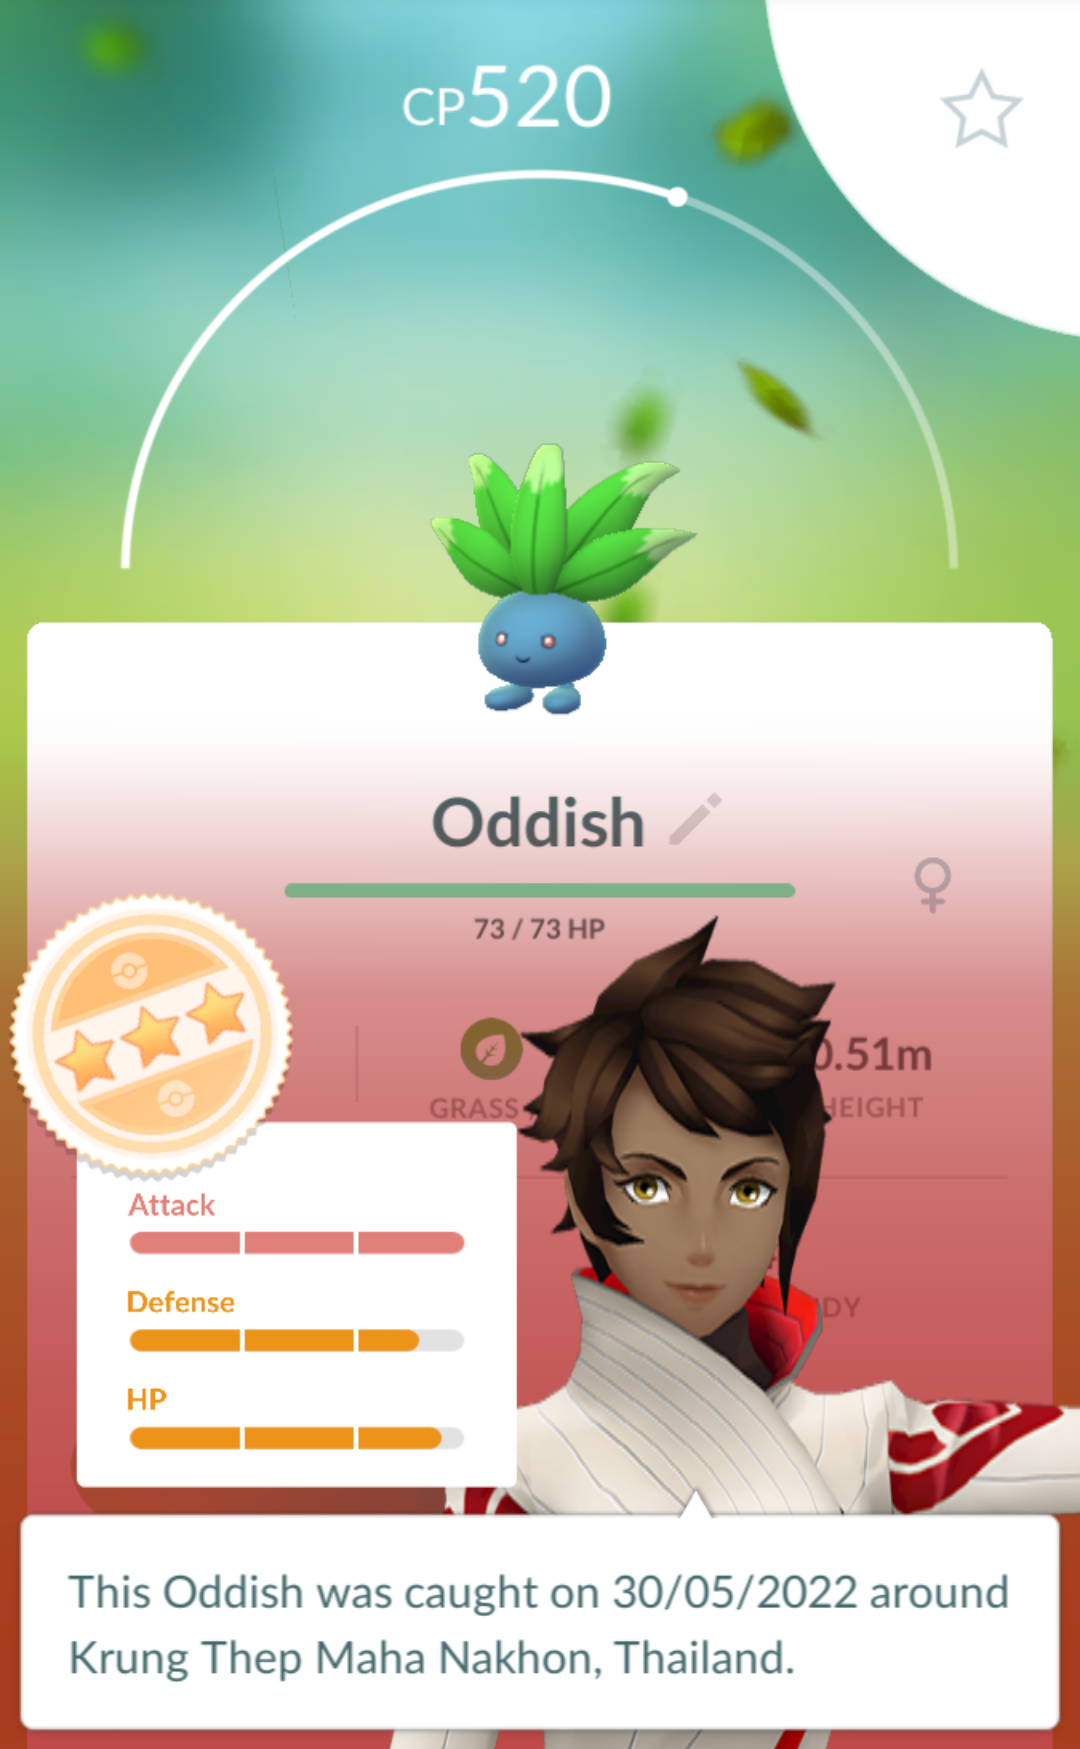 CP520
Oddish
73 / 73 HP
GRASS
0.51m
HEIGHT
Attack
Defense
HP
This Oddish was caught on 30/05/2022 around
Krung Thep Maha Nakhon, Thailand.